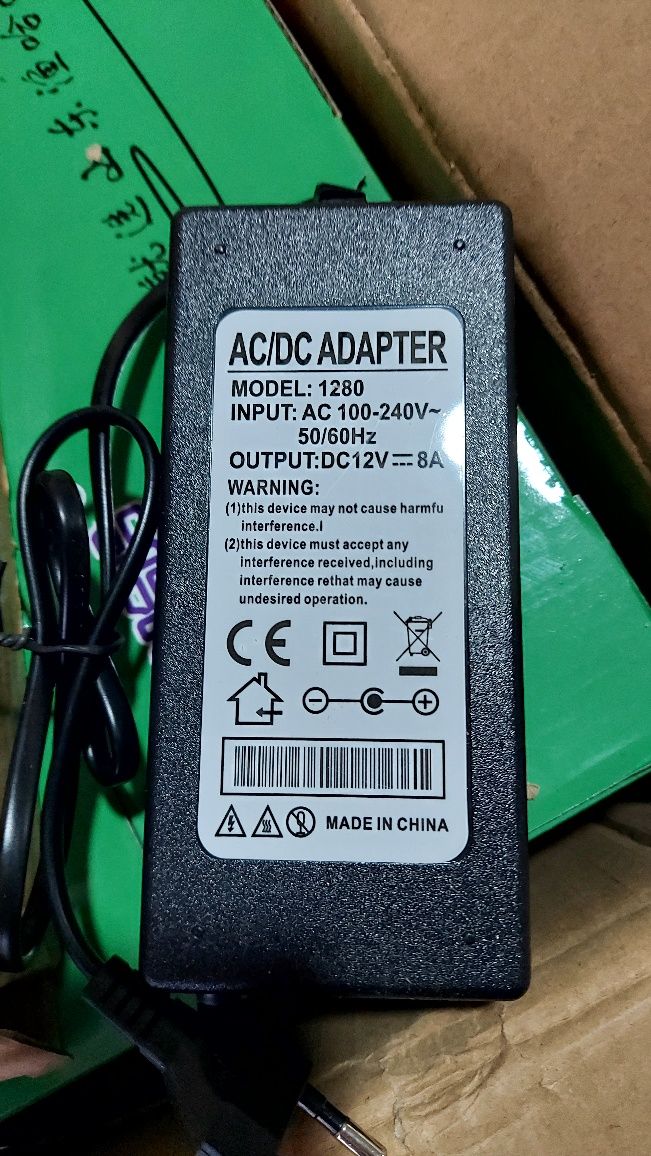 AC/DC ADAPTER
MODEL: 1280
INPUT: AC 100-240V~
50/60Hz
OUTPUT:DC12V⎓8A
WARNING:
(1)this device may not cause harmfu
interference.I
(2)this device must accept any
interference received,including
interference rethat may cause
undesired operation.
CE
MADE IN CHINA